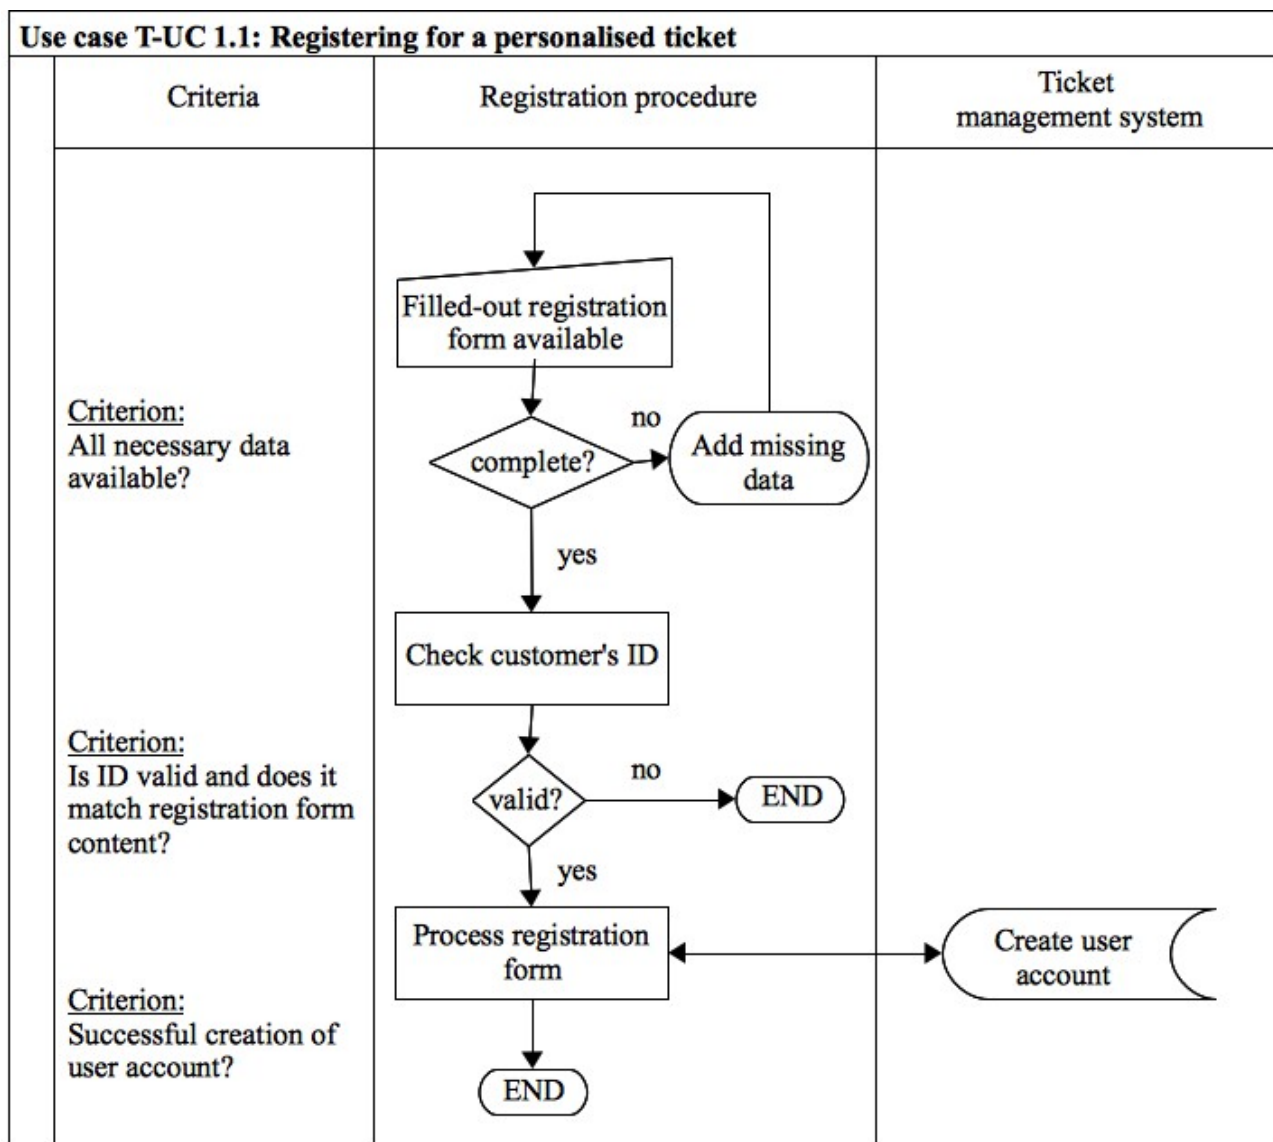 Use case T-UC 1.1: Registering for a personalised ticket
Criteria
Registration procedure
Ticket
management system
Filled-out registration
form available
Criterion:
All necessary data
available?
complete?
no
Add missing
data
yes
Check customer's ID
Criterion:
Is ID valid and does it
match registration form
content?
valid?
no
END
yes
Process registration
form
Create user
account
Criterion:
Successful creation of
user account?
END